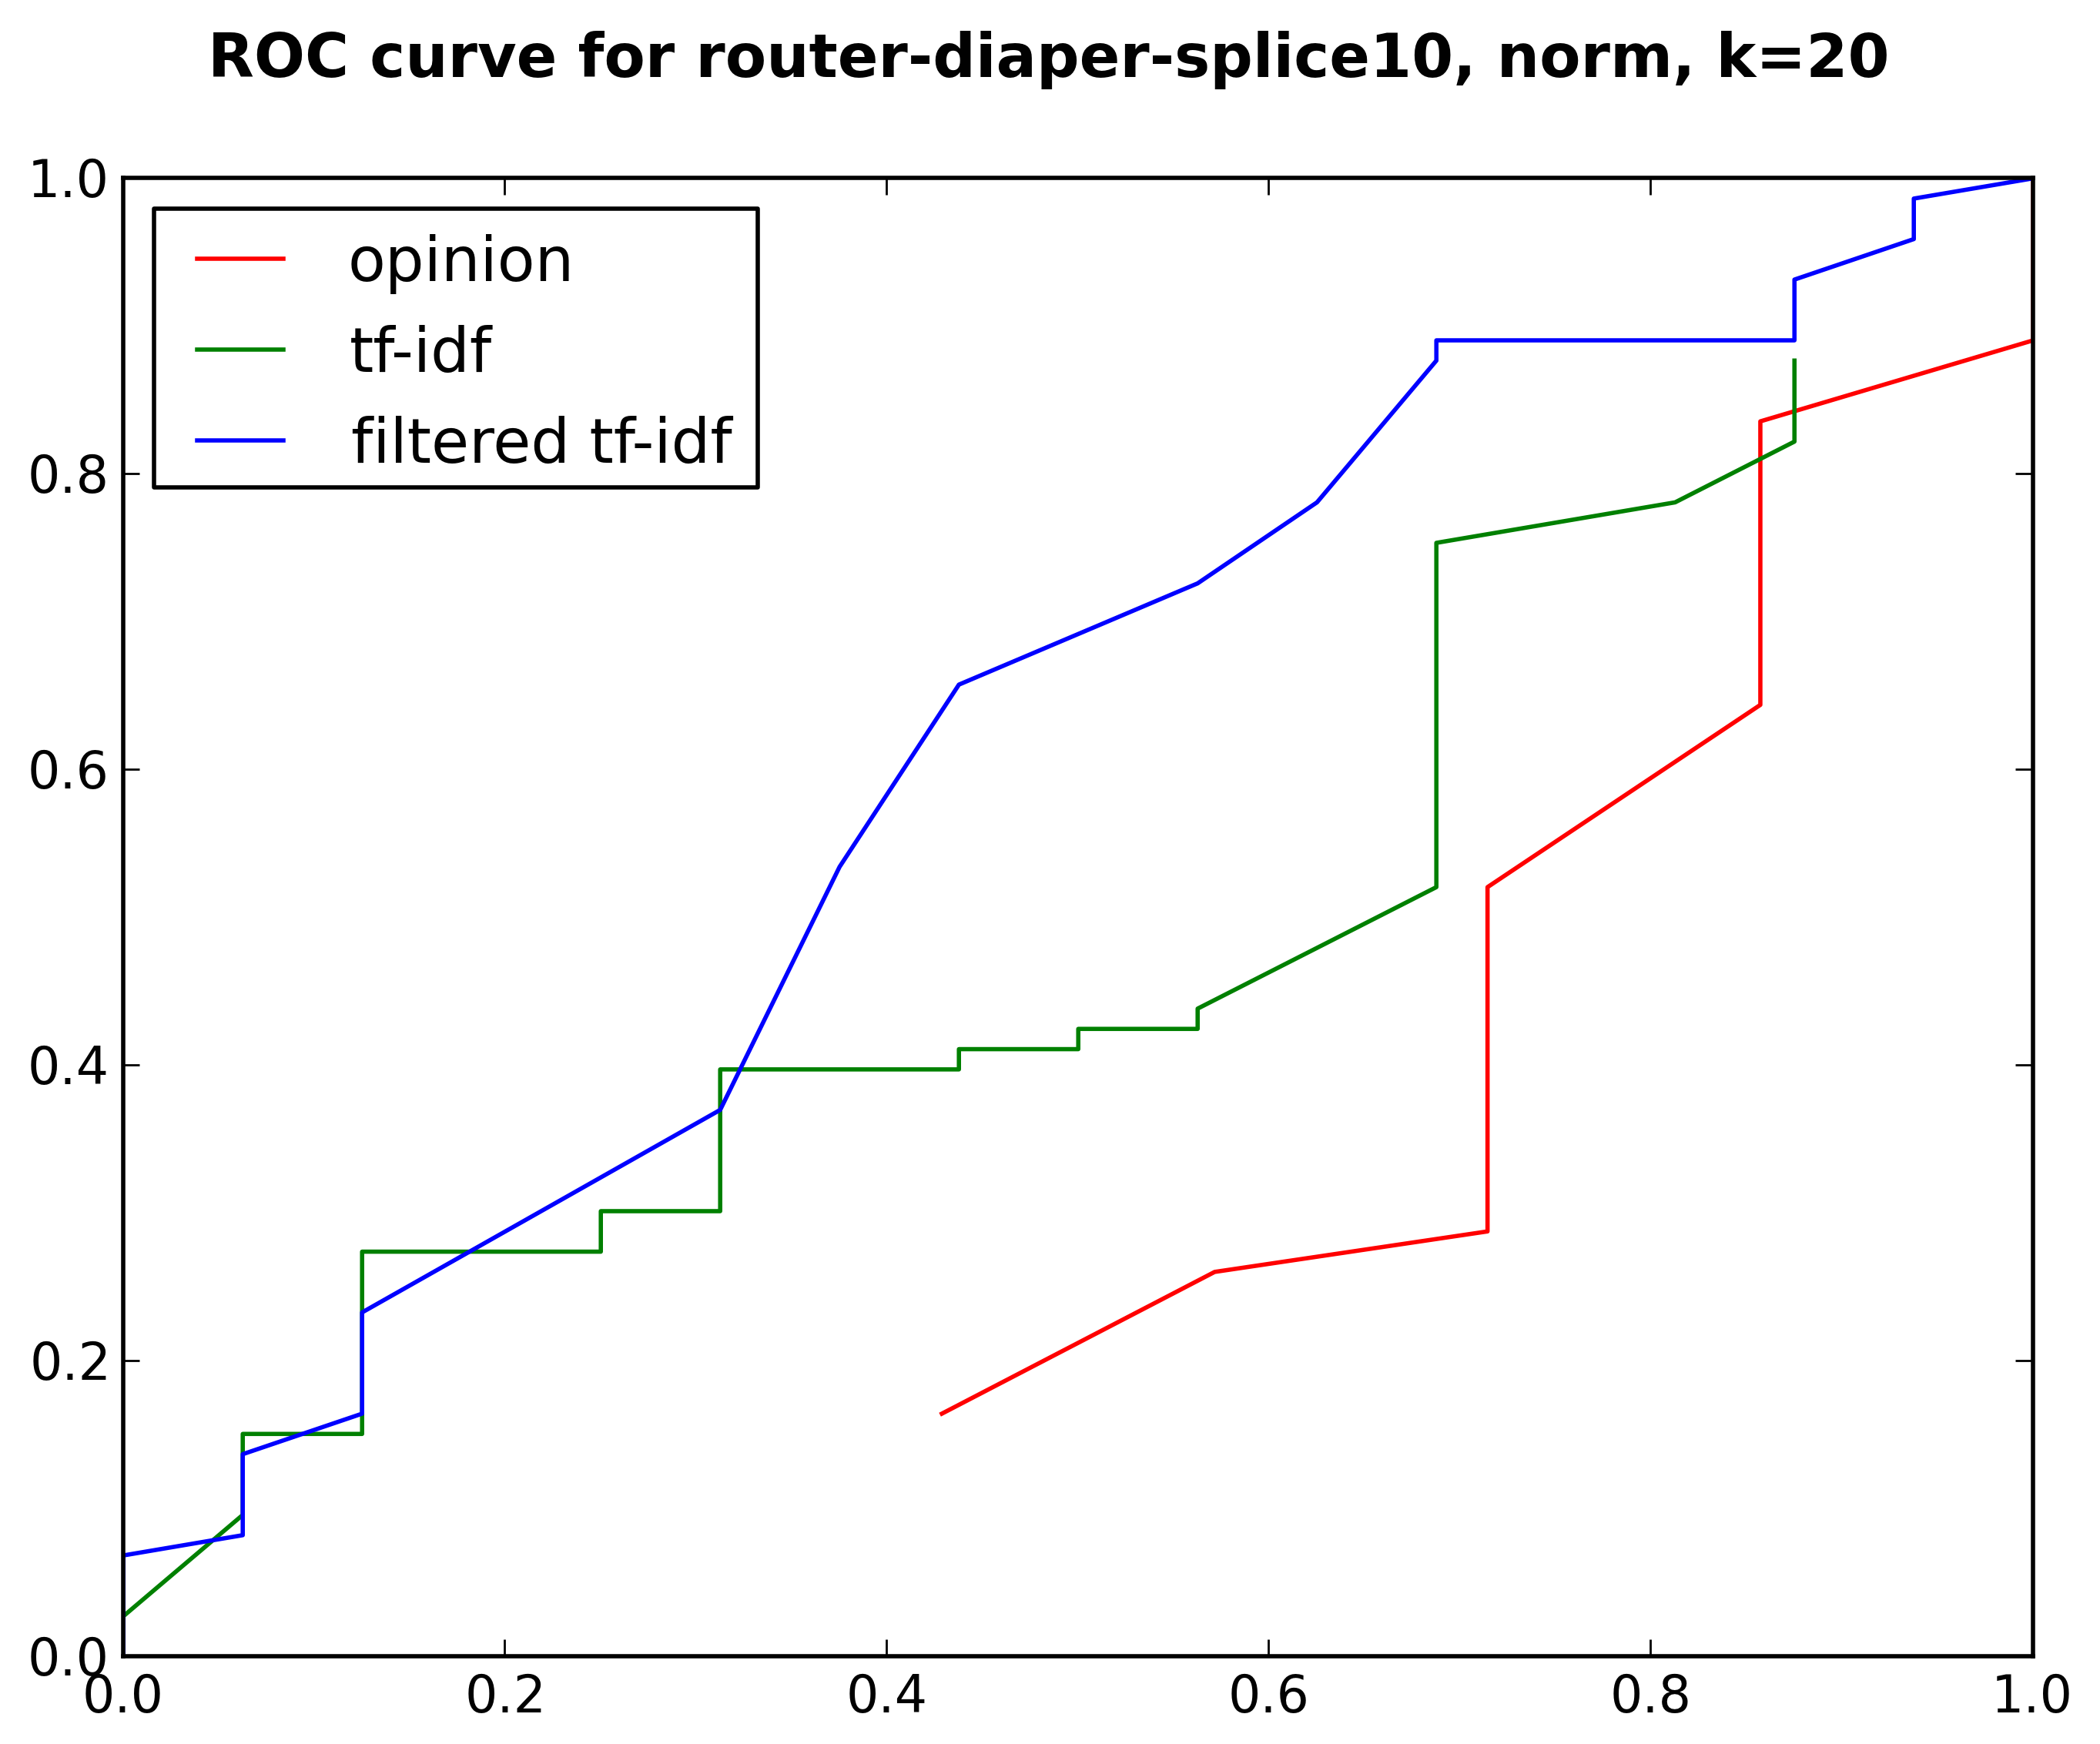 ROC curve for router-diaper-splice10, norm, k=20
1.0
opinion
tf-idf
filtered tf-idf
0.8
0.6
0.4
0.2
0.0
0.0 0.2 0.4 0.6 0.8 1.0